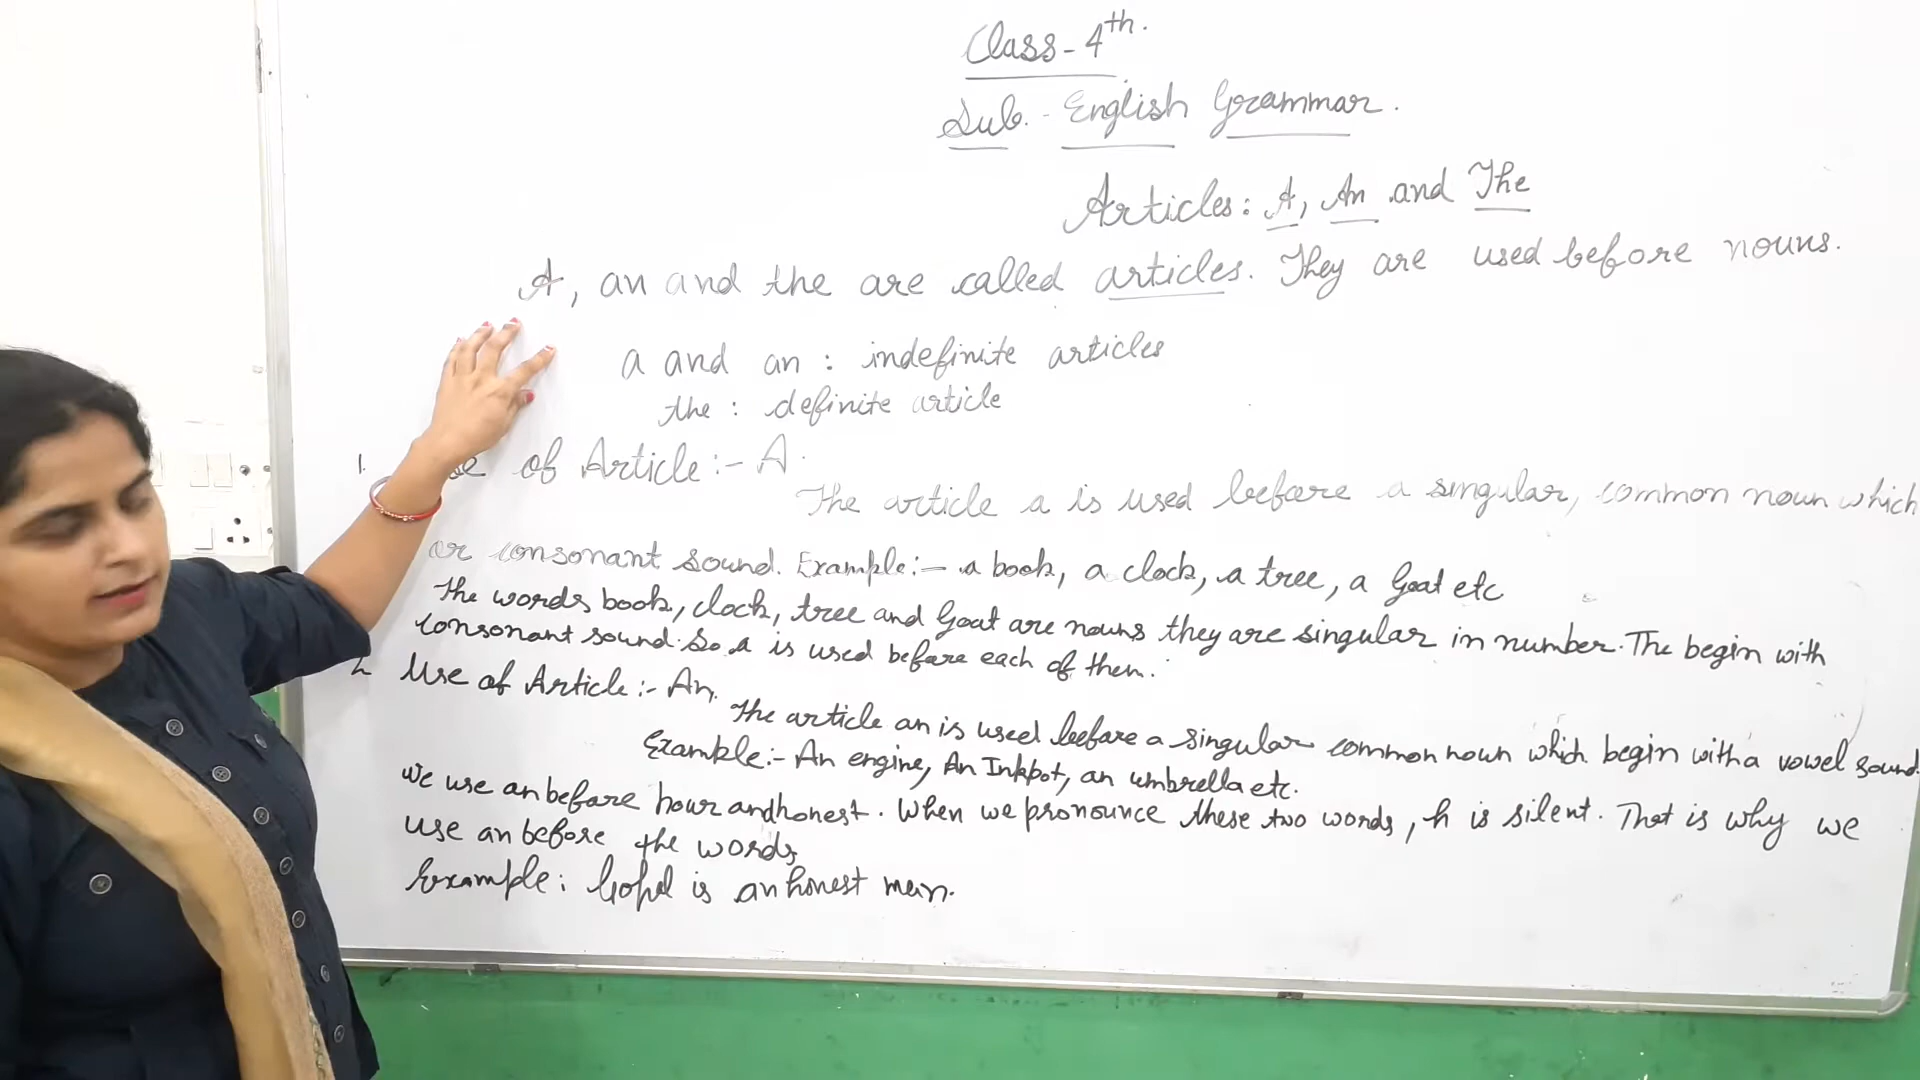 Class-4th.
Sub.- English Grammar.
Articles: A, An and The
A, an and the are called articles. They are used before nouns.
a and an : indefinite articles
the : definite article
1. of Article :- A.
The article a is used before a singular, common noun which
or consonant sound. Example :- a book, a clock, a tree, a Goat etc
The words book, clock, tree and Goat are nouns they are singular in number. The begin with
consonant sound. So a is used before each of them.
2. Use of Article :- An.
The article an is used before a singular common noun which begin with a vowel sound.
Example :- An engine, An Inkpot, an umbrella etc.
We use an before hour and honest. When we pronounce these two words, h is silent. That is why we
use an before the words
Example : Gopal is an honest man.